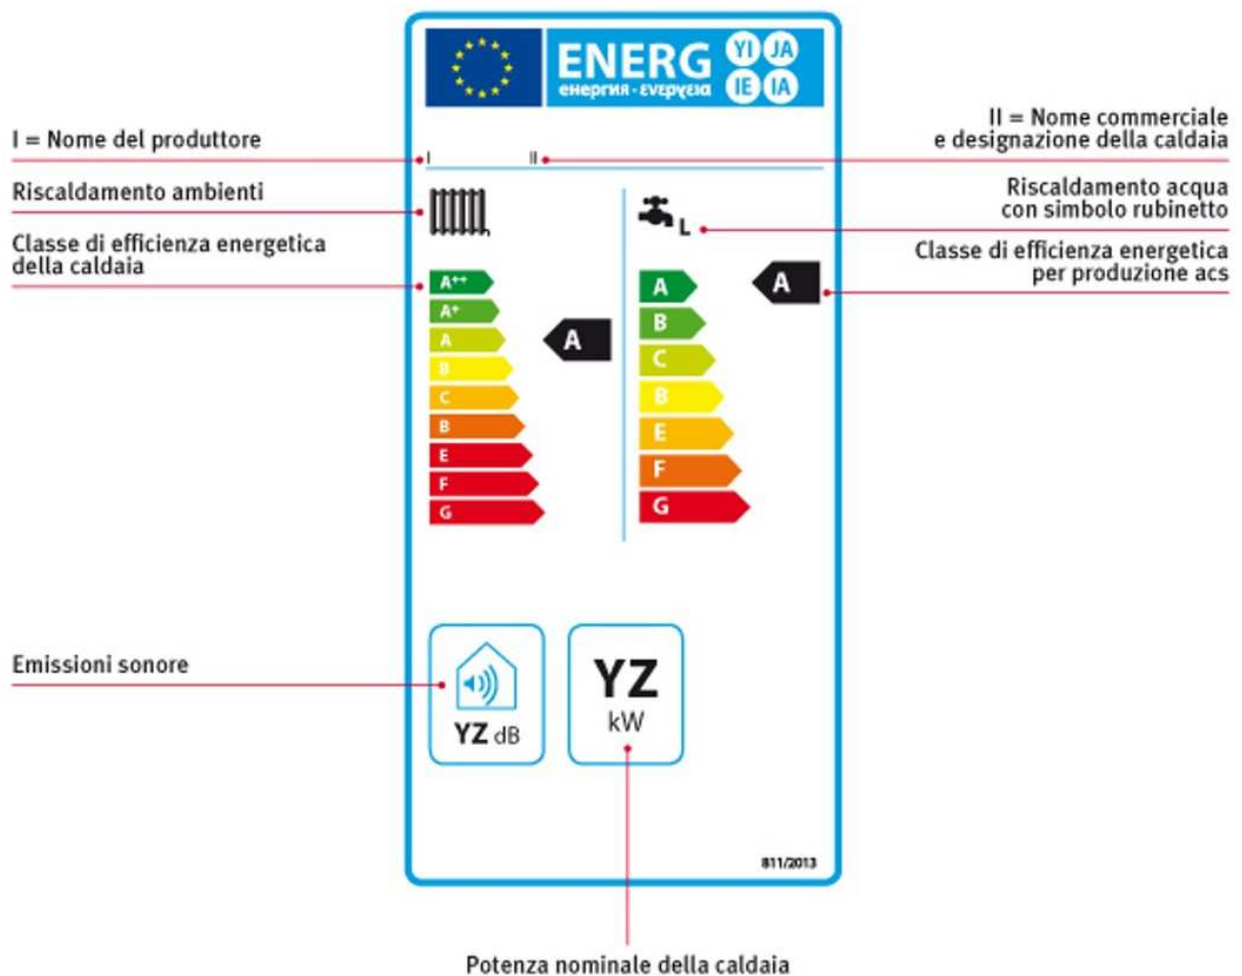 ENERG
енергия · ενεργεια
YI
JA
IE
IA
I = Nome del produttore
II = Nome commerciale
e designazione della caldaia
I
II
Riscaldamento ambienti
Riscaldamento acqua
con simbolo rubinetto
L
Classe di efficienza energetica
della caldaia
Classe di efficienza energetica
per produzione acs
A++
A+
A
B
C
B
E
F
G
A
A
B
C
B
E
F
G
A
Emissioni sonore
YZ dB
YZ
kW
811/2013
Potenza nominale della caldaia